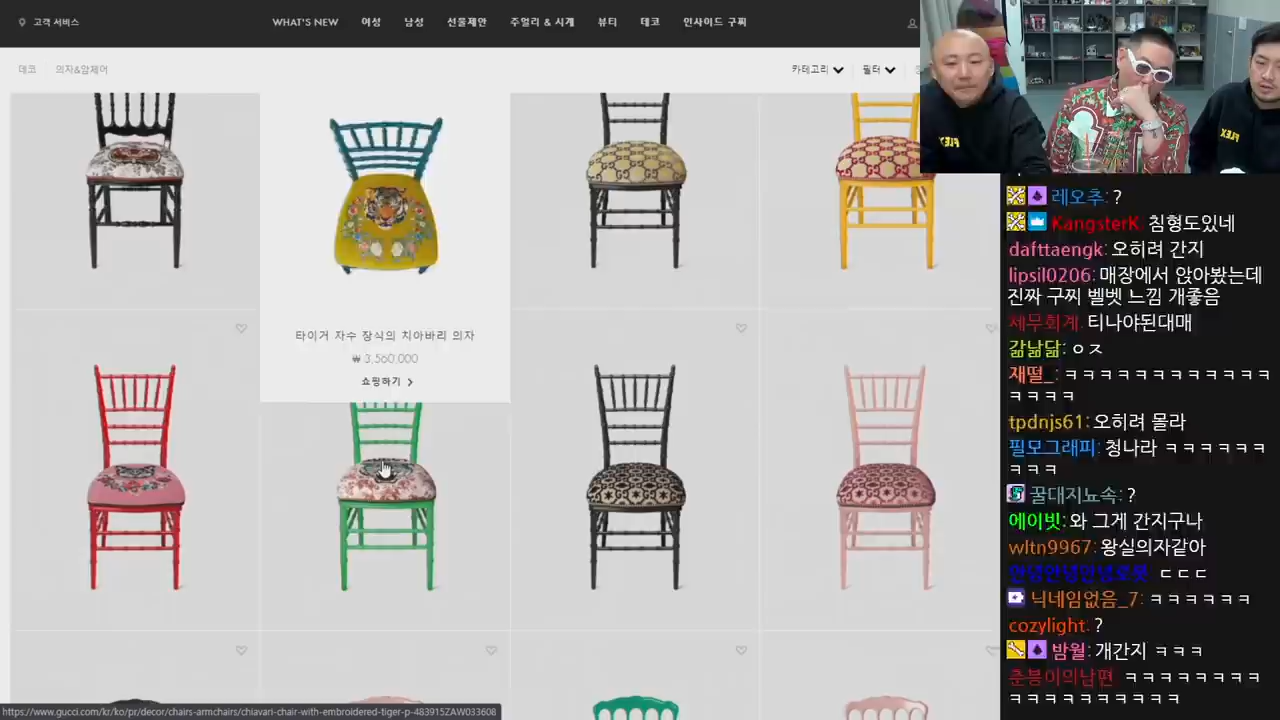 고객 서비스
WHAT'S NEW 여성 남성 선물제안 주얼리 & 시계 뷰티 데코 인사이드 구찌
데코 의자&암체어
카테고리 필터
타이거 자수 장식의 치아바리 의자
₩ 3,560,000
쇼핑하기
FLEX
FLEX
레오추: ?
KangsterK: 침형도있네
dafttaengk: 오히려 간지
lipsil0206: 매장에서 앉아봤는데
진짜 구찌 벨벳 느낌 개좋음
세무회계: 티나야된대매
갊낢닮: ㅇㅈ
재떨_: ㅋㅋㅋㅋㅋㅋㅋㅋㅋㅋㅋㅋ
ㅋㅋㅋㅋ
tpdnjs61: 오히려 몰라
필모그래피: 청나라 ㅋㅋㅋㅋㅋㅋ
ㅋㅋㅋ
꿀대지뇨속: ?
에이빗: 와 그게 간지구나
wltn9967: 왕실의자같아
ㄷㄷㄷ
닉네임없음_7: ㅋㅋㅋㅋㅋㅋ
cozylight: ?
밤월: 개간지 ㅋㅋㅋ
춘봉이의남편 ㅋㅋㅋㅋㅋㅋㅋㅋ
ㅋㅋㅋㅋㅋㅋㅋㅋㅋㅋ
https://www.gucci.com/kr/ko/pr/decor/chairs-armchairs/chiavari-chair-with-embroidered-tiger-p-483915ZAW033608